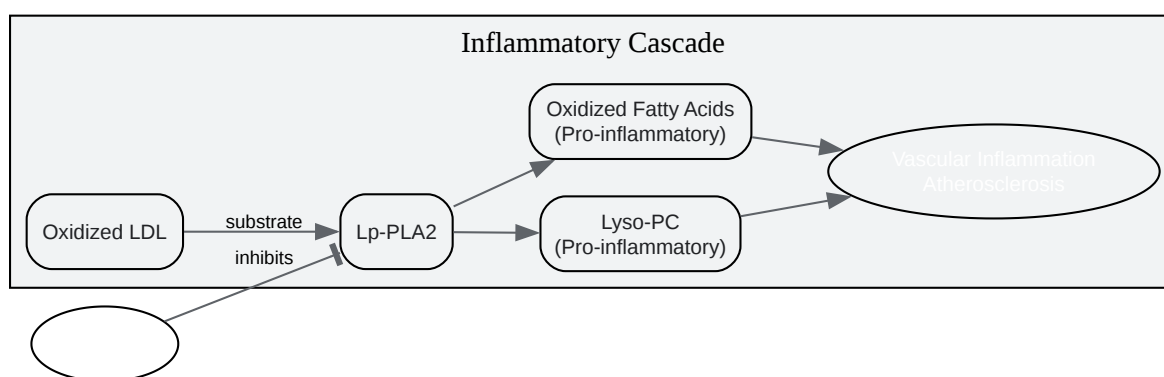 Inflammatory Cascade
Oxidized Fatty Acids
(Pro-inflammatory)
Vascular Inflammation
Atherosclerosis
Oxidized LDL
substrate
Lp-PLA2
Lyso-PC
(Pro-inflammatory)
inhibits